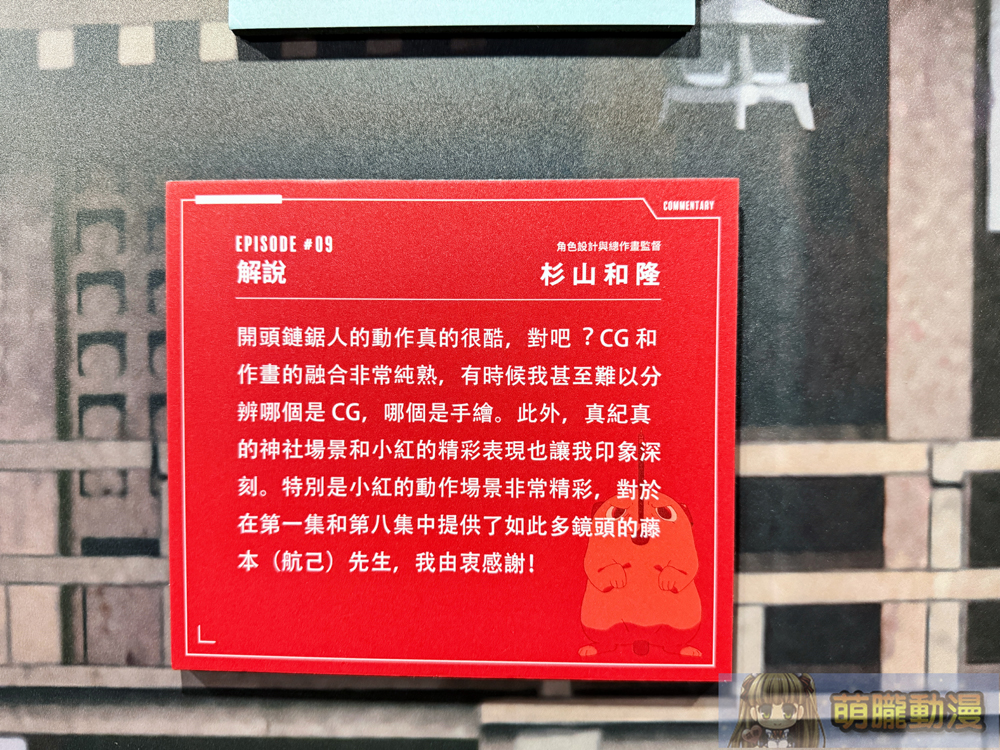 COMMENTARY
EPISODE #09
角色設計與總作畫監督
解說
杉山和隆
開頭鏈鋸人的動作真的很酷，對吧？CG 和
作畫的融合非常純熟，有時候我甚至難以分
辨哪個是 CG，哪個是手繪。此外，真紀真
的神社場景和小紅的精彩表現也讓我印象深
刻。特別是小紅的動作場景非常精彩，對於
在第一集和第八集中提供了如此多鏡頭的藤
本（航己）先生，我由衷感謝！
萌朧動漫